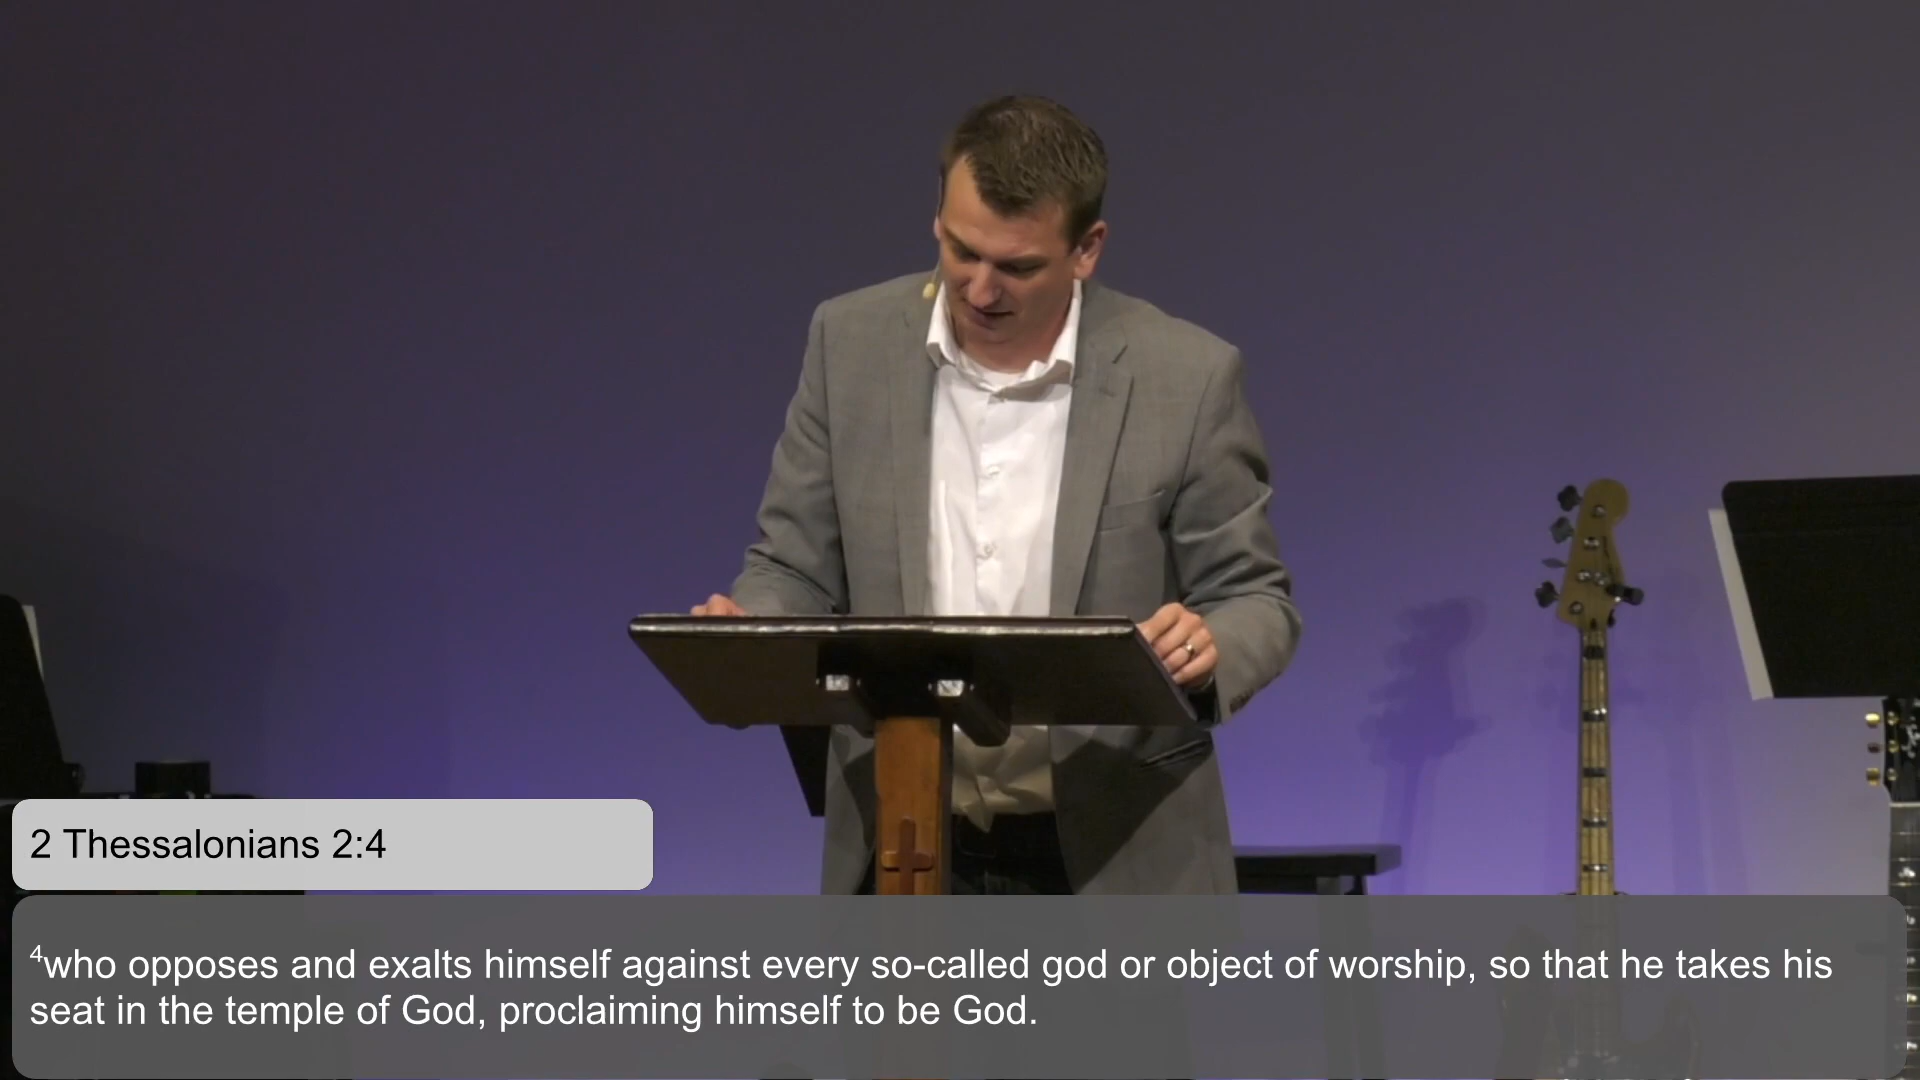 2 Thessalonians 2:4
4who opposes and exalts himself against every so-called god or object of worship, so that he takes his
seat in the temple of God, proclaiming himself to be God.